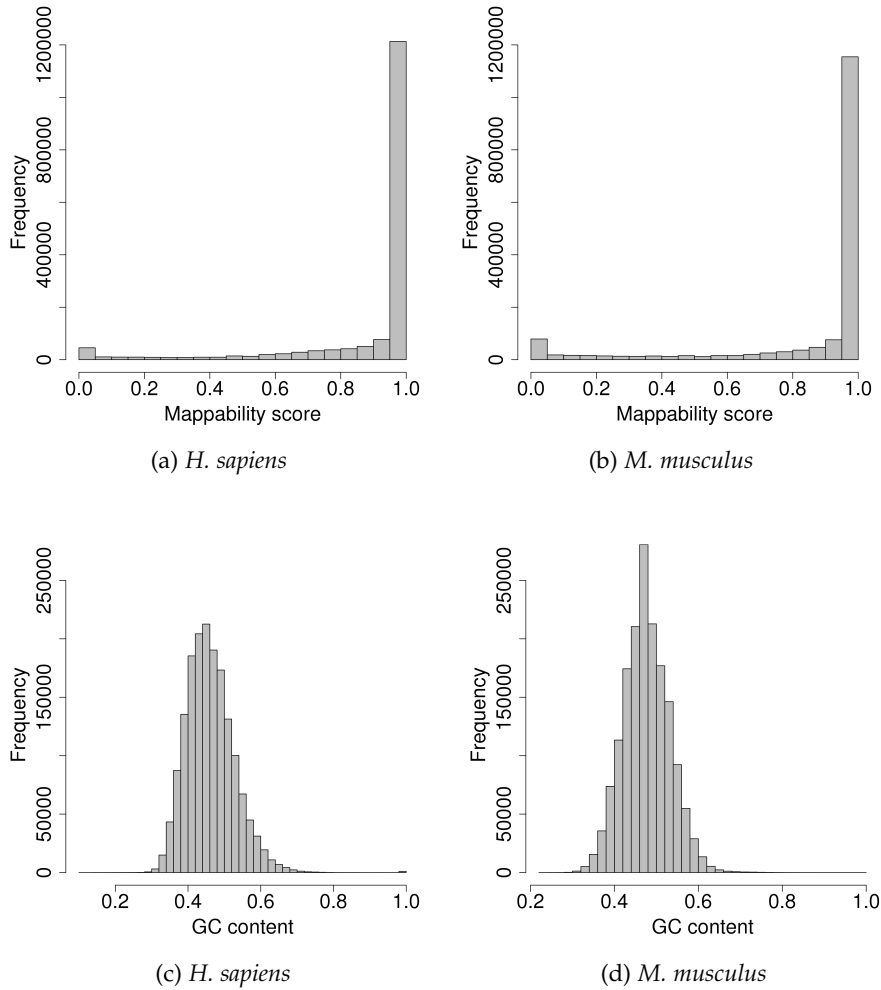 Frequency
0 400000 800000 1200000
0.0 0.2 0.4 0.6 0.8 1.0
Mappability score
(a) H. sapiens
Frequency
0 400000 800000 1200000
0.0 0.2 0.4 0.6 0.8 1.0
Mappability score
(b) M. musculus
Frequency
0 50000 150000 250000
0.2 0.4 0.6 0.8 1.0
GC content
(c) H. sapiens
Frequency
0 50000 150000 250000
0.2 0.4 0.6 0.8 1.0
GC content
(d) M. musculus